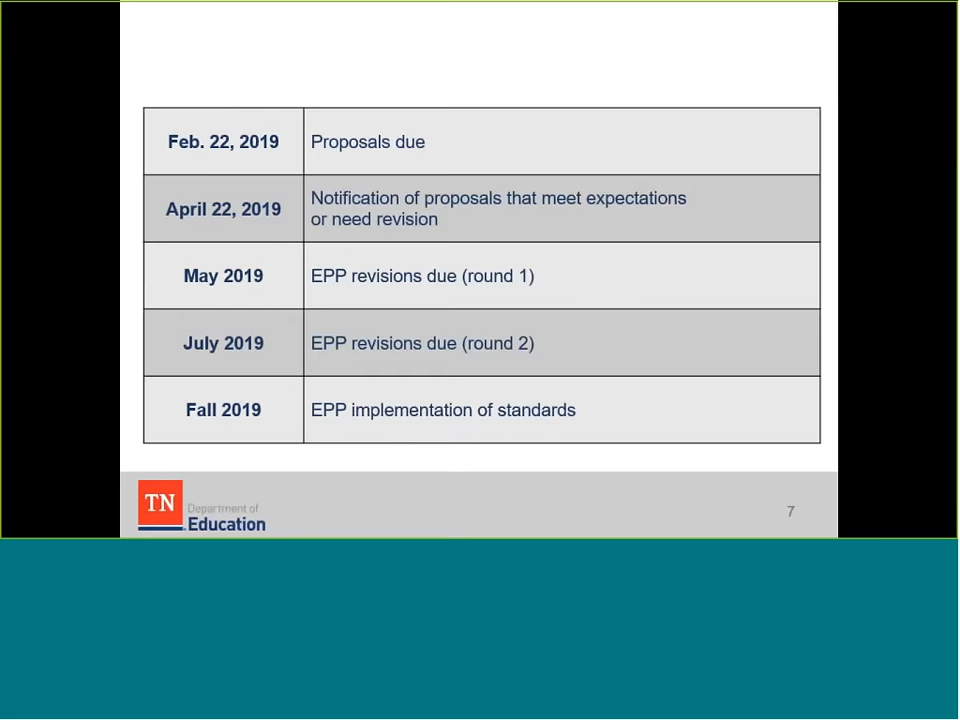 Feb. 22, 2019
Proposals due
April 22, 2019
Notification of proposals that meet expectations
or need revision
May 2019
EPP revisions due (round 1)
July 2019
EPP revisions due (round 2)
Fall 2019
EPP implementation of standards
TN
Department of
Education
7